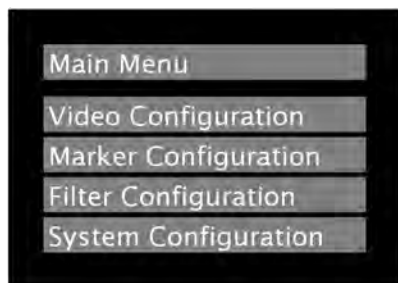 Main Menu
Video Configuration
Marker Configuration
Filter Configuration
System Configuration